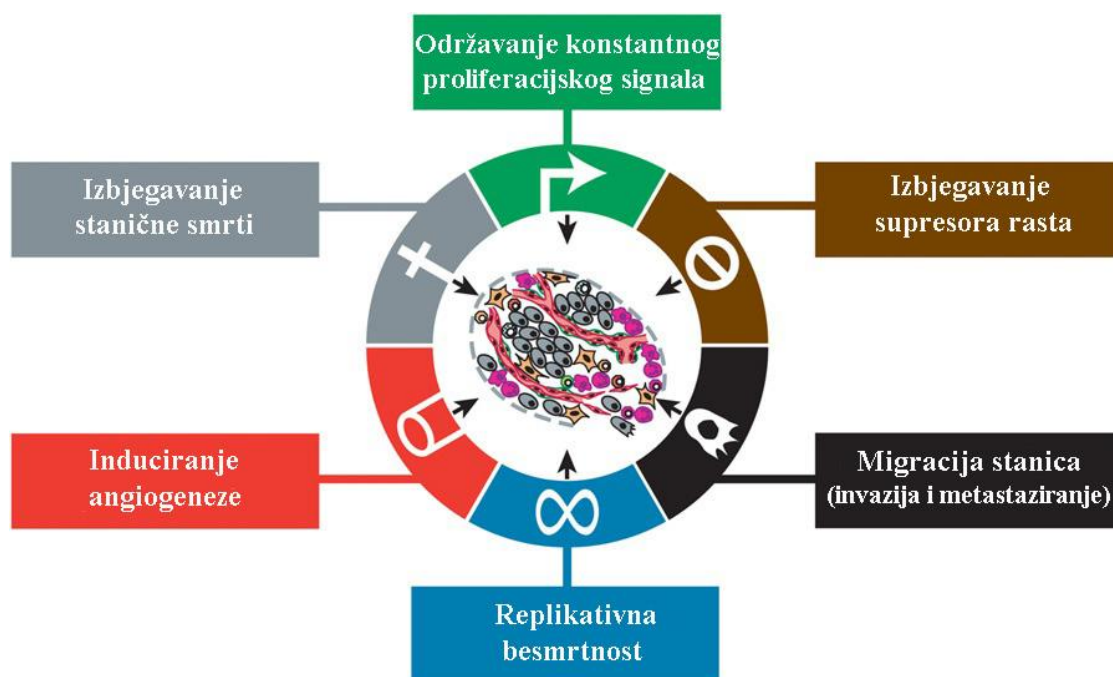 Održavanje konstantnog
proliferacijskog signala
Izbjegavanje
stanične smrti
Izbjegavanje
supresora rasta
Induciranje
angiogeneze
Migracija stanica
(invazija i metastaziranje)
Replikativna
besmrtnost